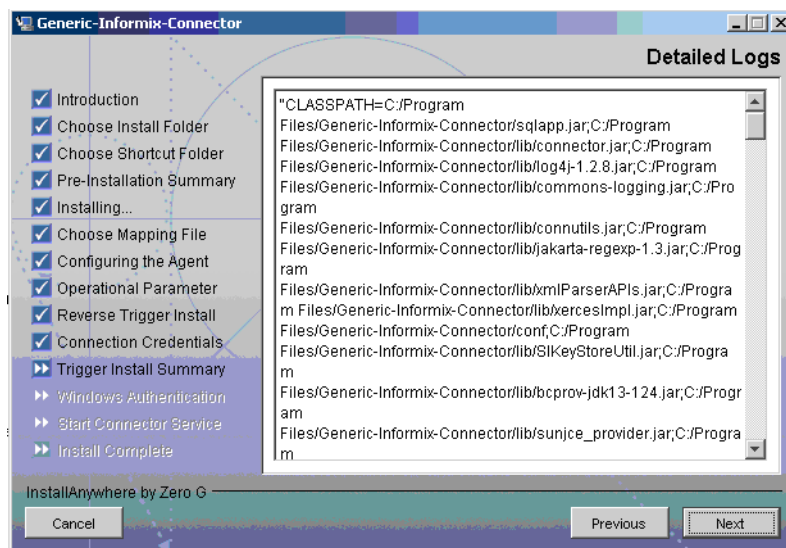 Generic-Informix-Connector
Detailed Logs
Introduction
Choose Install Folder
Choose Shortcut Folder
Pre-Installation Summary
Installing...
Choose Mapping File
Configuring the Agent
Operational Parameter
Reverse Trigger Install
Connection Credentials
Trigger Install Summary
Windows Authentication
Start Connector Service
Install Complete
"CLASSPATH=C:/Program
Files/Generic-Informix-Connector/sqlapp.jar;C:/Program
Files/Generic-Informix-Connector/lib/connector.jar;C:/Program
Files/Generic-Informix-Connector/lib/log4j-1.2.8.jar;C:/Program
Files/Generic-Informix-Connector/lib/commons-logging.jar;C:/Pro
gram
Files/Generic-Informix-Connector/lib/connutils.jar;C:/Program
Files/Generic-Informix-Connector/lib/jakarta-regexp-1.3.jar;C:/Prog
ram
Files/Generic-Informix-Connector/lib/xmlParserAPIs.jar;C:/Progra
m Files/Generic-Informix-Connector/lib/xercesImpl.jar;C:/Program
Files/Generic-Informix-Connector/conf;C:/Program
Files/Generic-Informix-Connector/lib/SIKeyStoreUtil.jar;C:/Progra
m
Files/Generic-Informix-Connector/lib/bcprov-jdk13-124.jar;C:/Progr
am
Files/Generic-Informix-Connector/lib/sunjce_provider.jar;C:/Progra
m
InstallAnywhere by Zero G
Cancel
Previous
Next